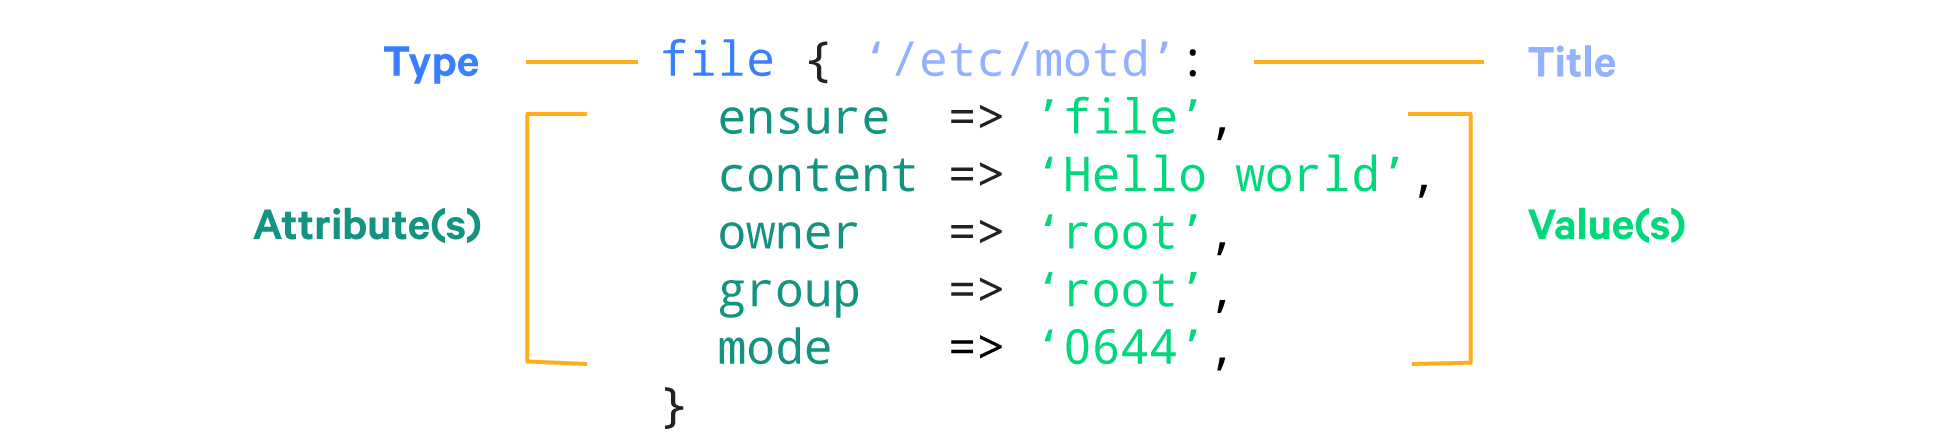 Type file { ‘/etc/motd’: Title
ensure => ’file’,
content => ‘Hello world’,
Attribute(s) owner => ‘root’, Value(s)
group => ‘root’,
mode => ‘0644’,
}